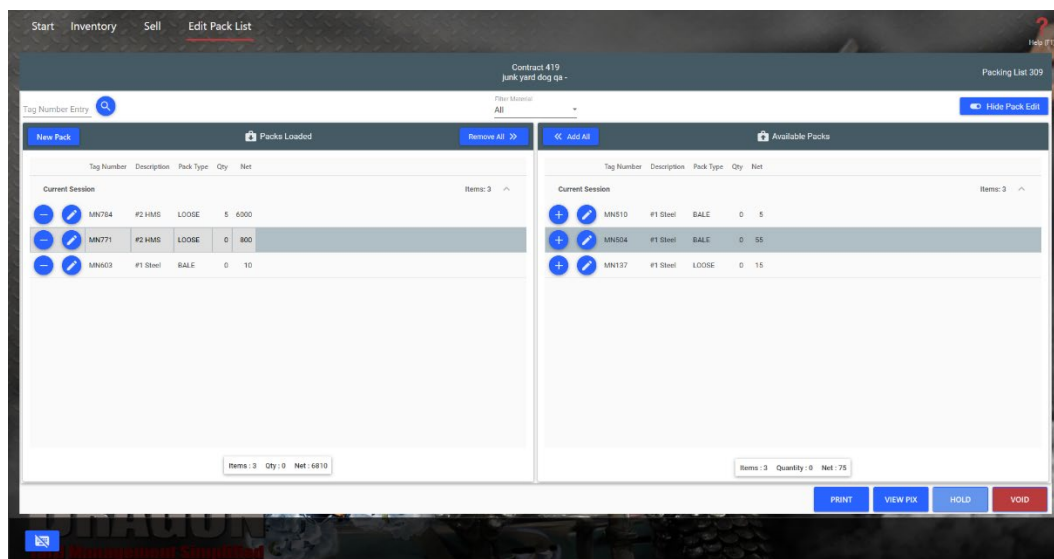 Start Inventory Sell Edit Pack List
Help (F1
Contract 419
junk yard dog qa -
Packing List 309
Tag Number Entry
Filter Material
All
Hide Pack Edit
New Pack Packs Loaded Remove All
Add All Available Packs
Tag Number Description Pack Type Qty Net
Current Session Items: 3
MN784 #2 HMS LOOSE 5 6000
MN771 #2 HMS LOOSE 0 800
MN603 #1 Steel BALE 0 10
Items : 3 Qty : 0 Net : 6810
Tag Number Description Pack Type Qty Net
Current Session Items: 3
MN510 #1 Steel BALE 0 5
MN504 #1 Steel BALE 0 55
MN137 #1 Steel LOOSE 0 15
Items : 3 Quantity : 0 Net : 75
PRINT VIEW PIX HOLD VOID
DRAGON